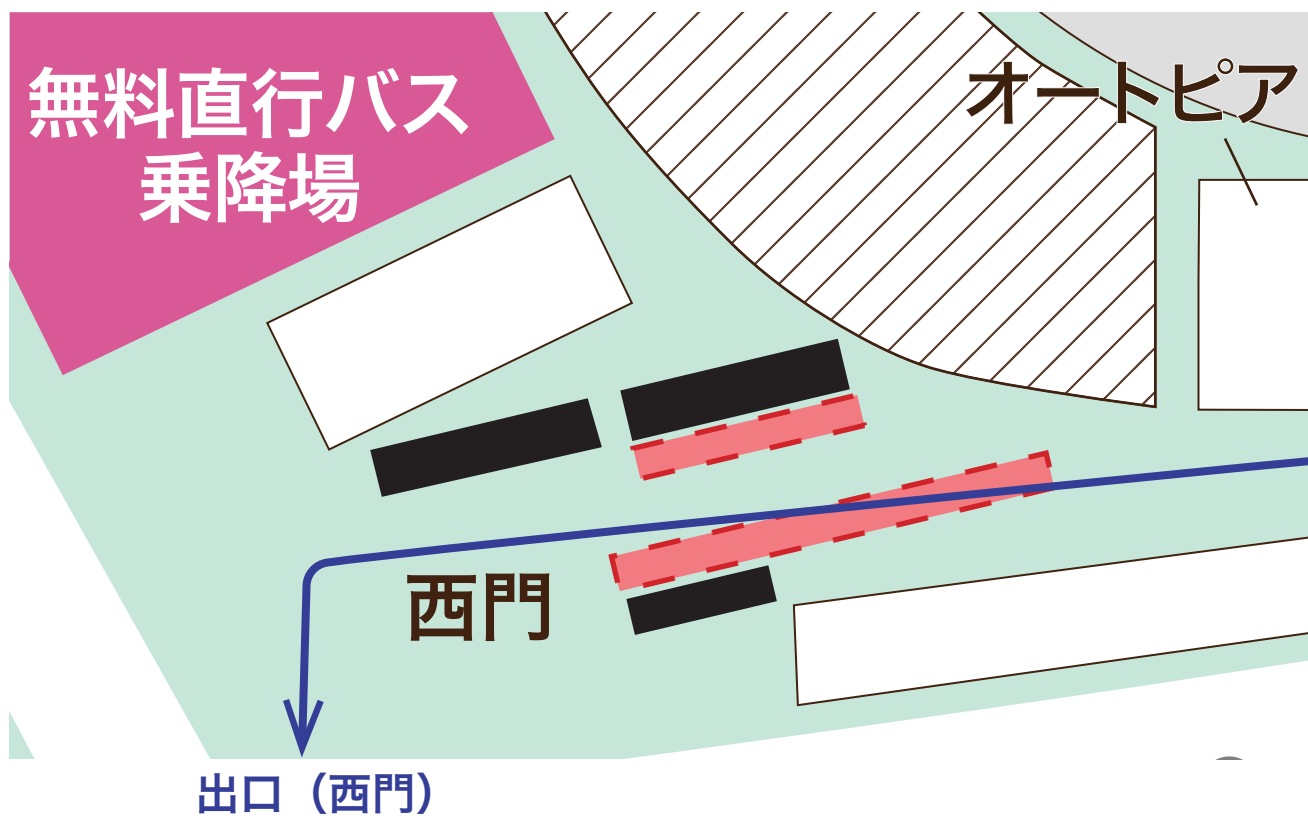 無料直行バス
乗降場
オートピア
西門
出口（西門）